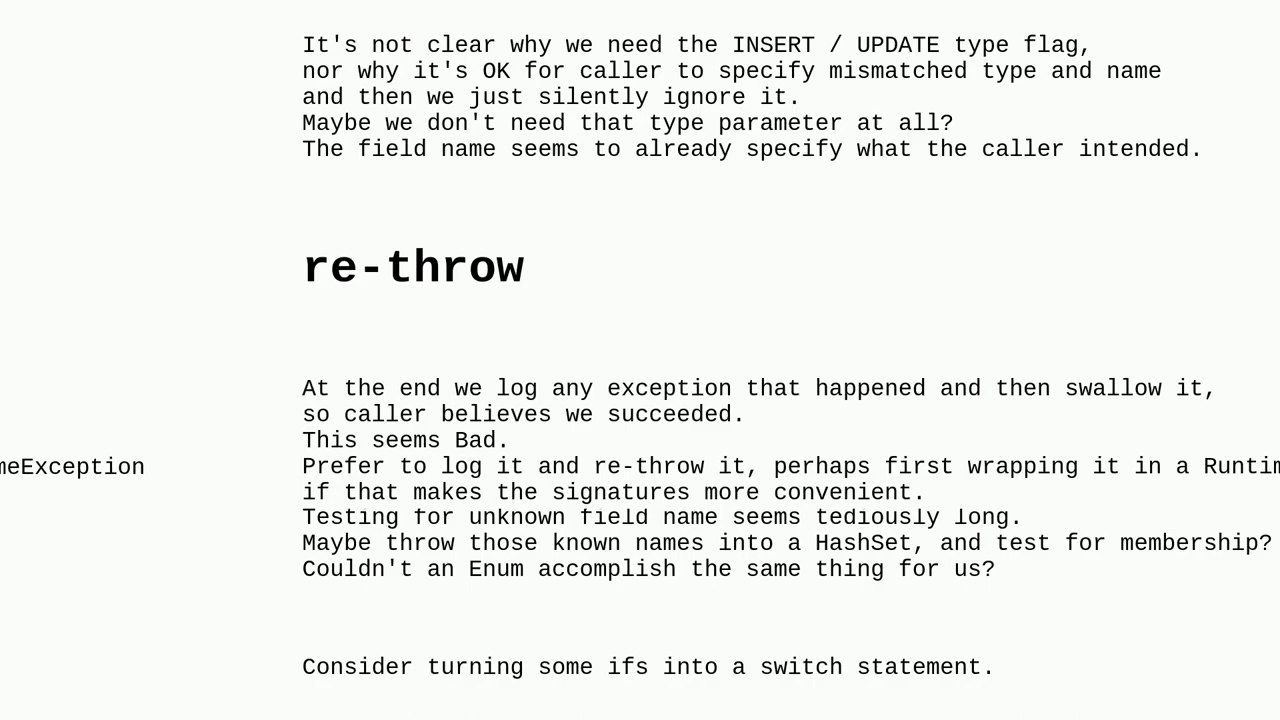 It's not clear why we need the INSERT / UPDATE type flag,
nor why it's OK for caller to specify mismatched type and name
and then we just silently ignore it.
Maybe we don't need that type parameter at all?
The field name seems to already specify what the caller intended.
re-throw
At the end we log any exception that happened and then swallow it,
so caller believes we succeeded.
This seems Bad.
meException
Prefer to log it and re-throw it, perhaps first wrapping it in a Runtim
if that makes the signatures more convenient.
Testing for unknown field name seems tediously long.
Maybe throw those known names into a HashSet, and test for membership?
Couldn't an Enum accomplish the same thing for us?
Consider turning some ifs into a switch statement.